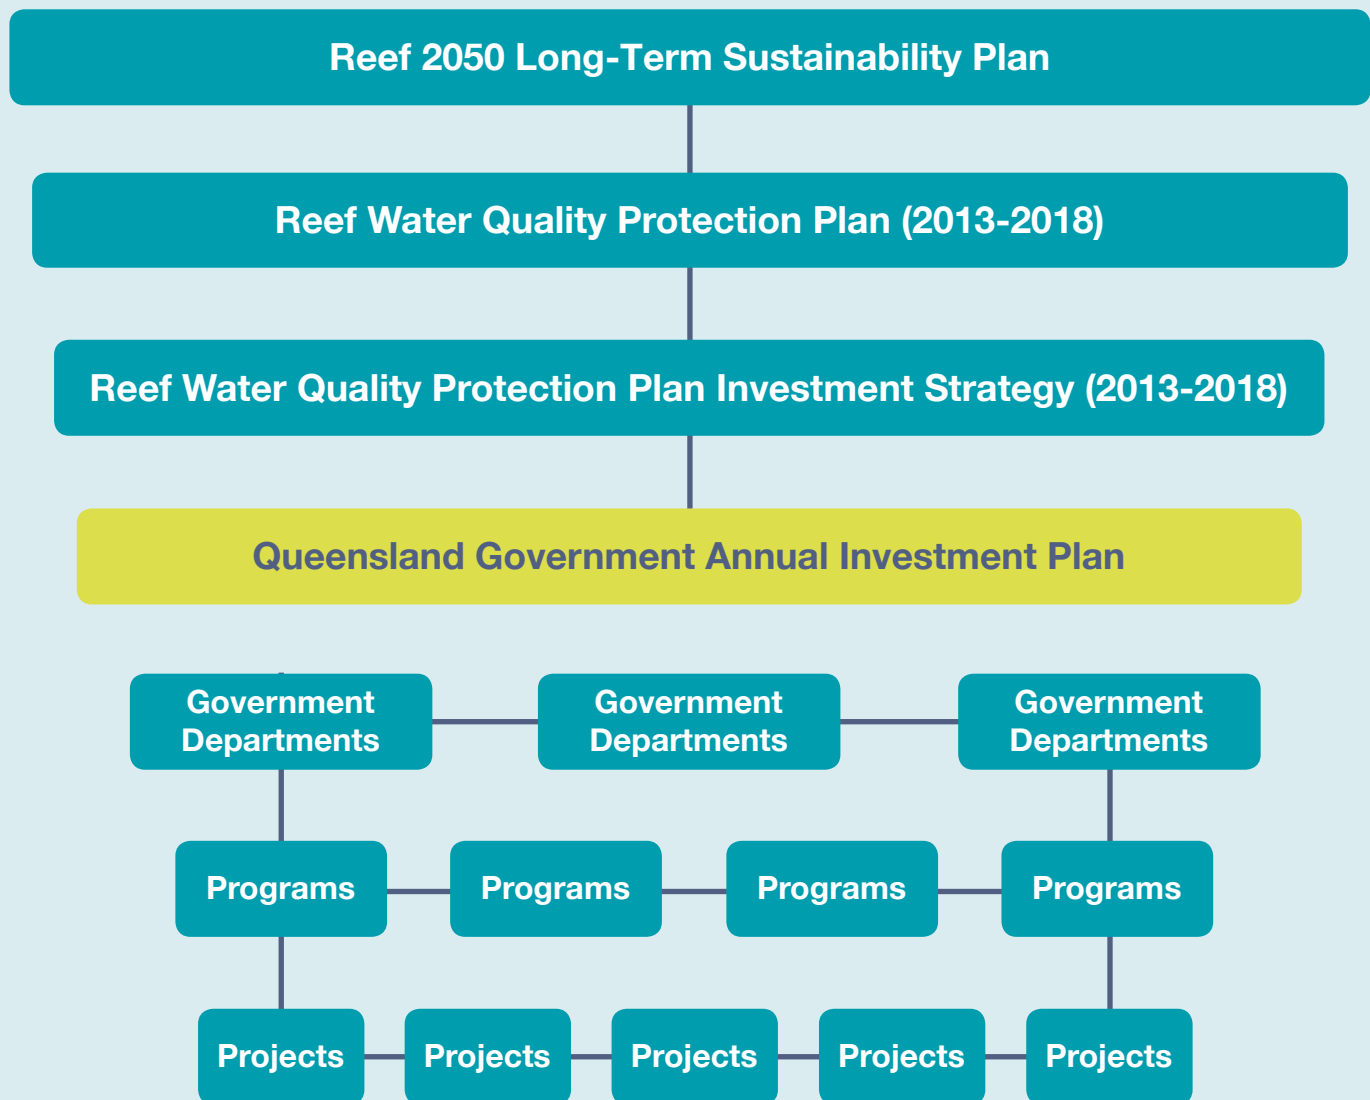 Reef 2050 Long-Term Sustainability Plan
Reef Water Quality Protection Plan (2013-2018)
Reef Water Quality Protection Plan Investment Strategy (2013-2018)
Queensland Government Annual Investment Plan
Government
Departments
Government
Departments
Government
Departments
Programs
Programs
Programs
Programs
Projects
Projects
Projects
Projects
Projects